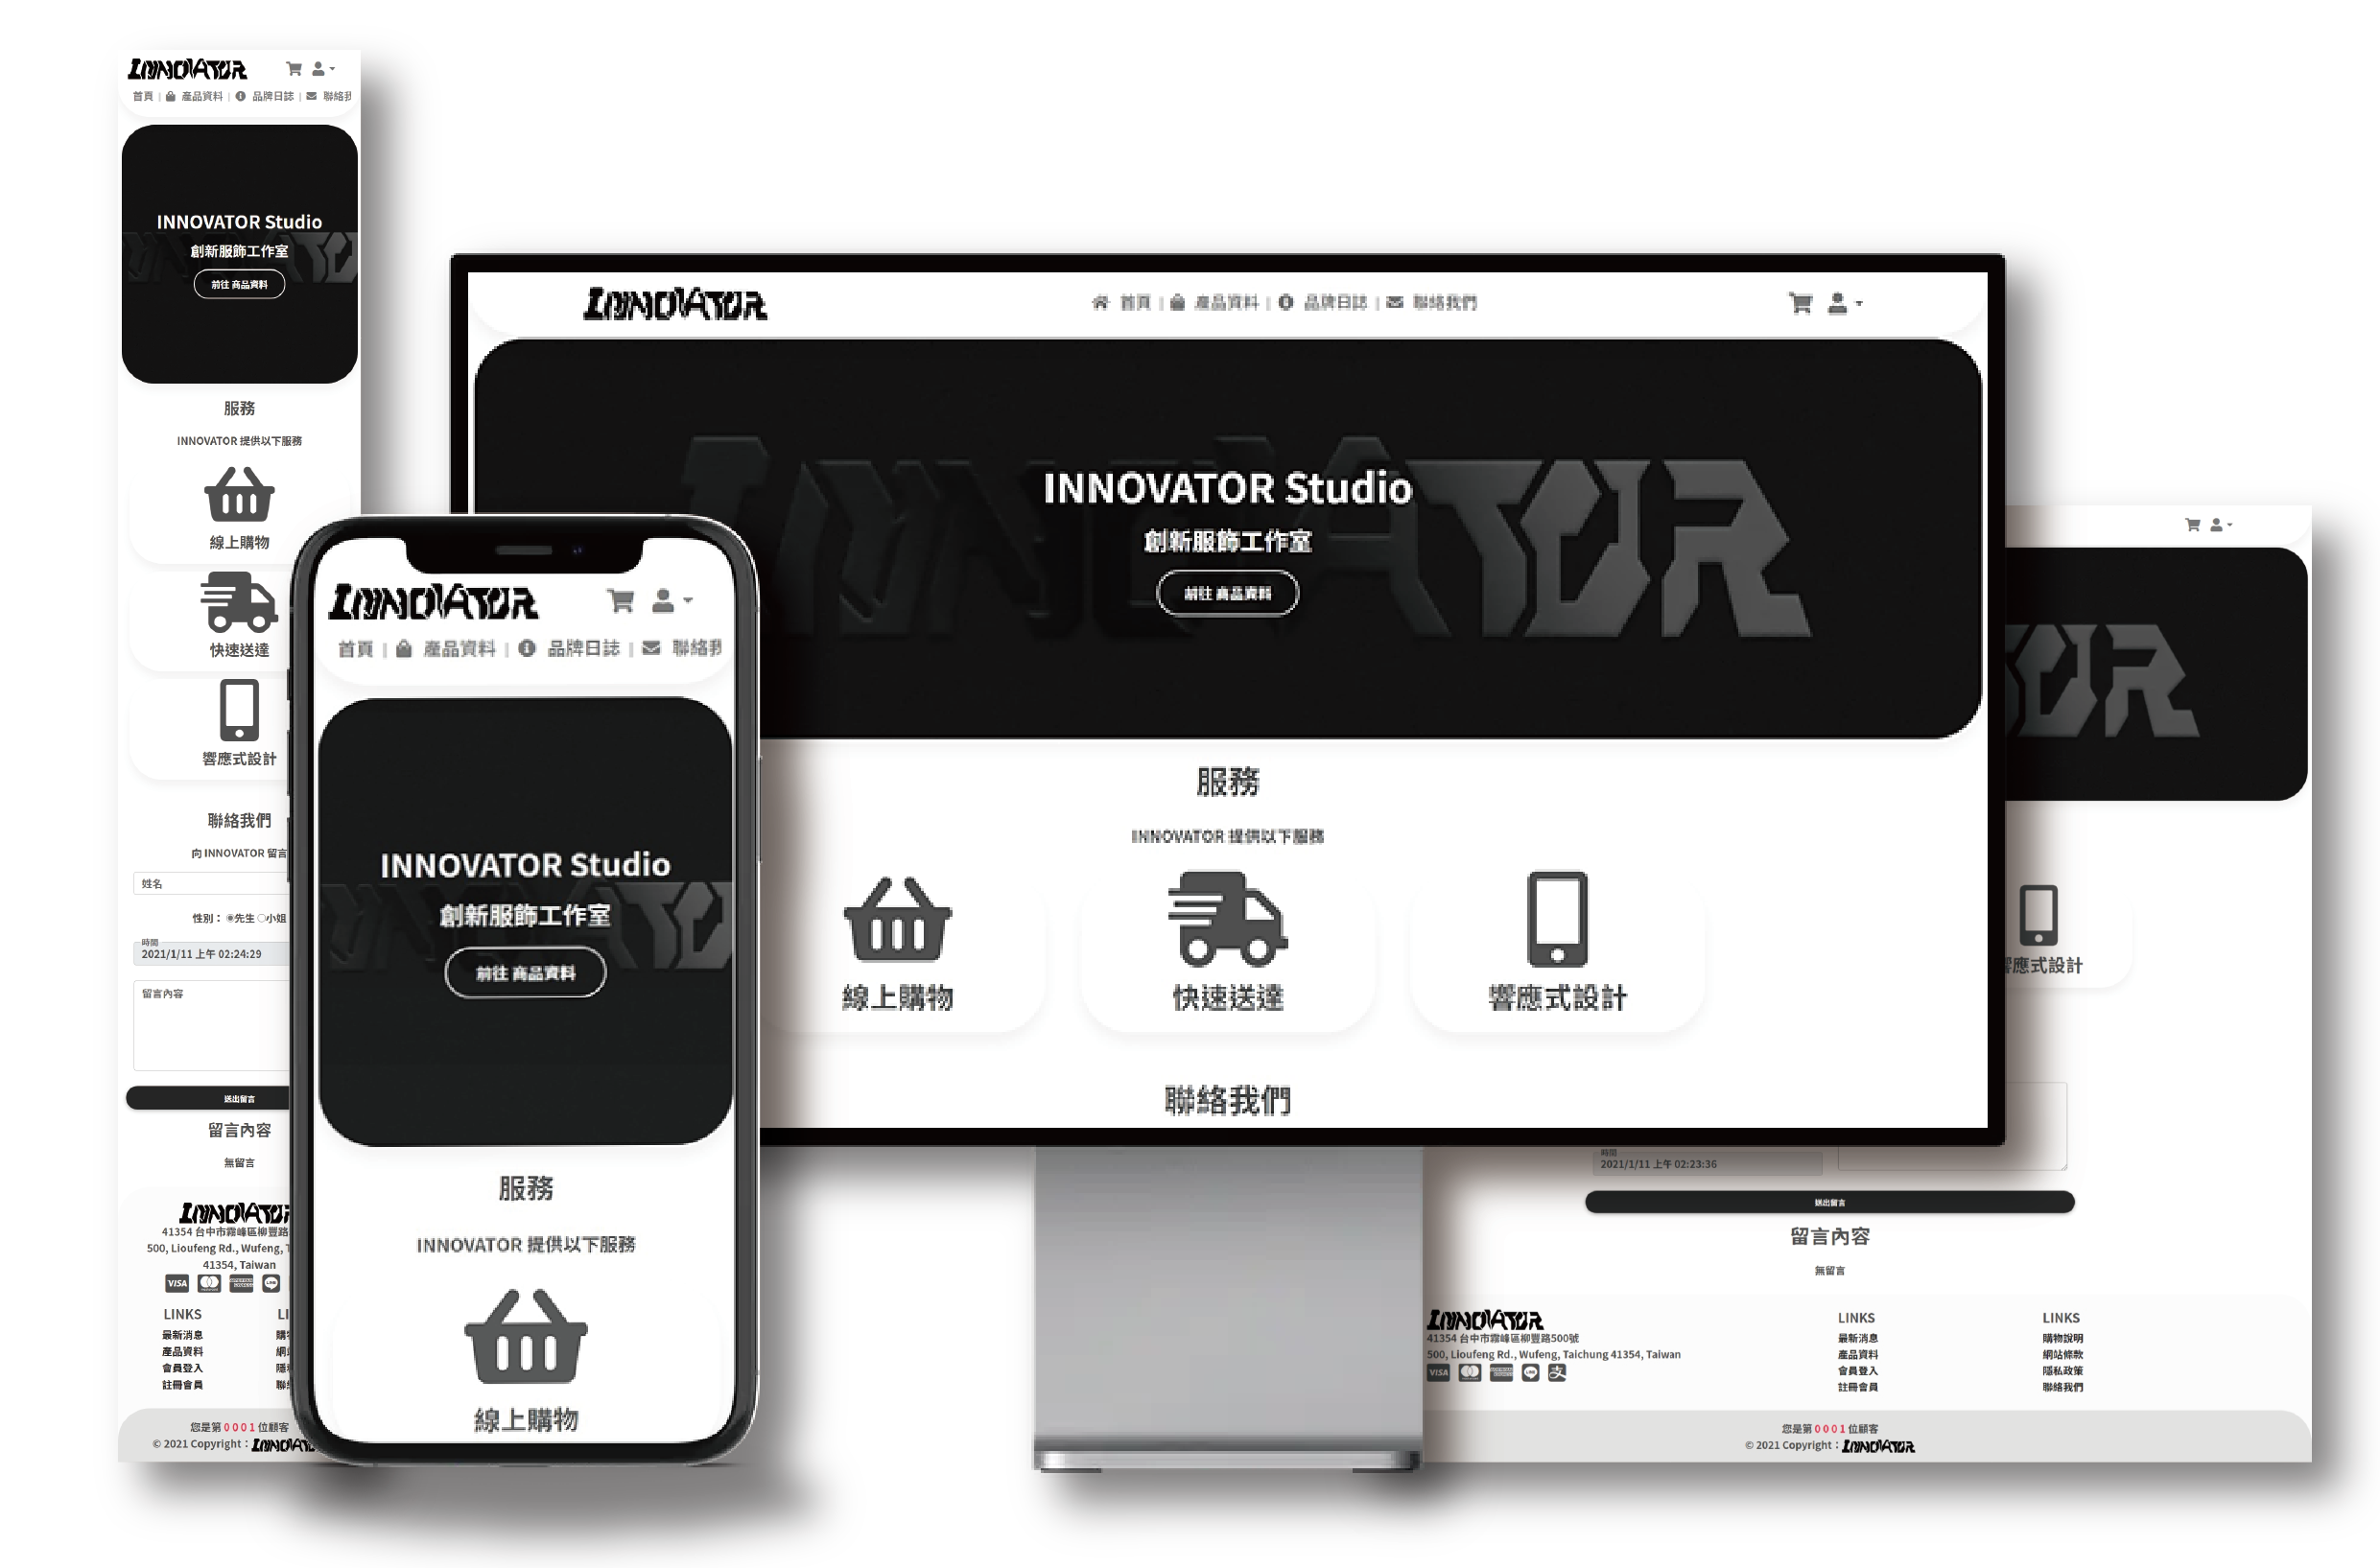 INNOVATOR
首頁 | 產品資料 | 品牌日誌 | 聯絡我
INNOVATOR Studio
創新服飾工作室
前往 商品資料
服務
INNOVATOR 提供以下服務
線上購物
快速送達
響應式設計
聯絡我們
向 INNOVATOR 留言
姓名
性別： 先生 小姐
時間
2021/1/11 上午 02:24:29
留言內容
送出留言
留言內容
無留言
INNOVATOR
41354 台中市霧峰區柳豐路
500, Lioufeng Rd., Wufeng,
41354, Taiwan
VISA
LINKS
最新消息
產品資料
會員登入
註冊會員
您是第 0 0 0 1 位顧客
© 2021 Copyright：INNOVATOR
INNOVATOR
首頁 | 產品資料 | 品牌日誌 | 聯絡我
INNOVATOR Studio
創新服飾工作室
前往 商品資料
服務
INNOVATOR 提供以下服務
線上購物
INNOVATOR
首頁 | 產品資料 | 品牌日誌 | 聯絡我們
INNOVATOR
INNOVATOR Studio
創新服飾工作室
前往 商品資料
服務
INNOVATOR 提供以下服務
線上購物
快速送達
響應式設計
聯絡我們
響應式設計
時間
2021/1/11 上午 02:23:36
送出留言
留言內容
無留言
INNOVATOR
41354 台中市霧峰區柳豐路500號
500, Lioufeng Rd., Wufeng, Taichung 41354, Taiwan
VISA 支
LINKS
最新消息
產品資料
會員登入
註冊會員
LINKS
購物說明
網站條款
隱私政策
聯絡我們
您是第 0 0 0 1 位顧客
© 2021 Copyright：INNOVATOR